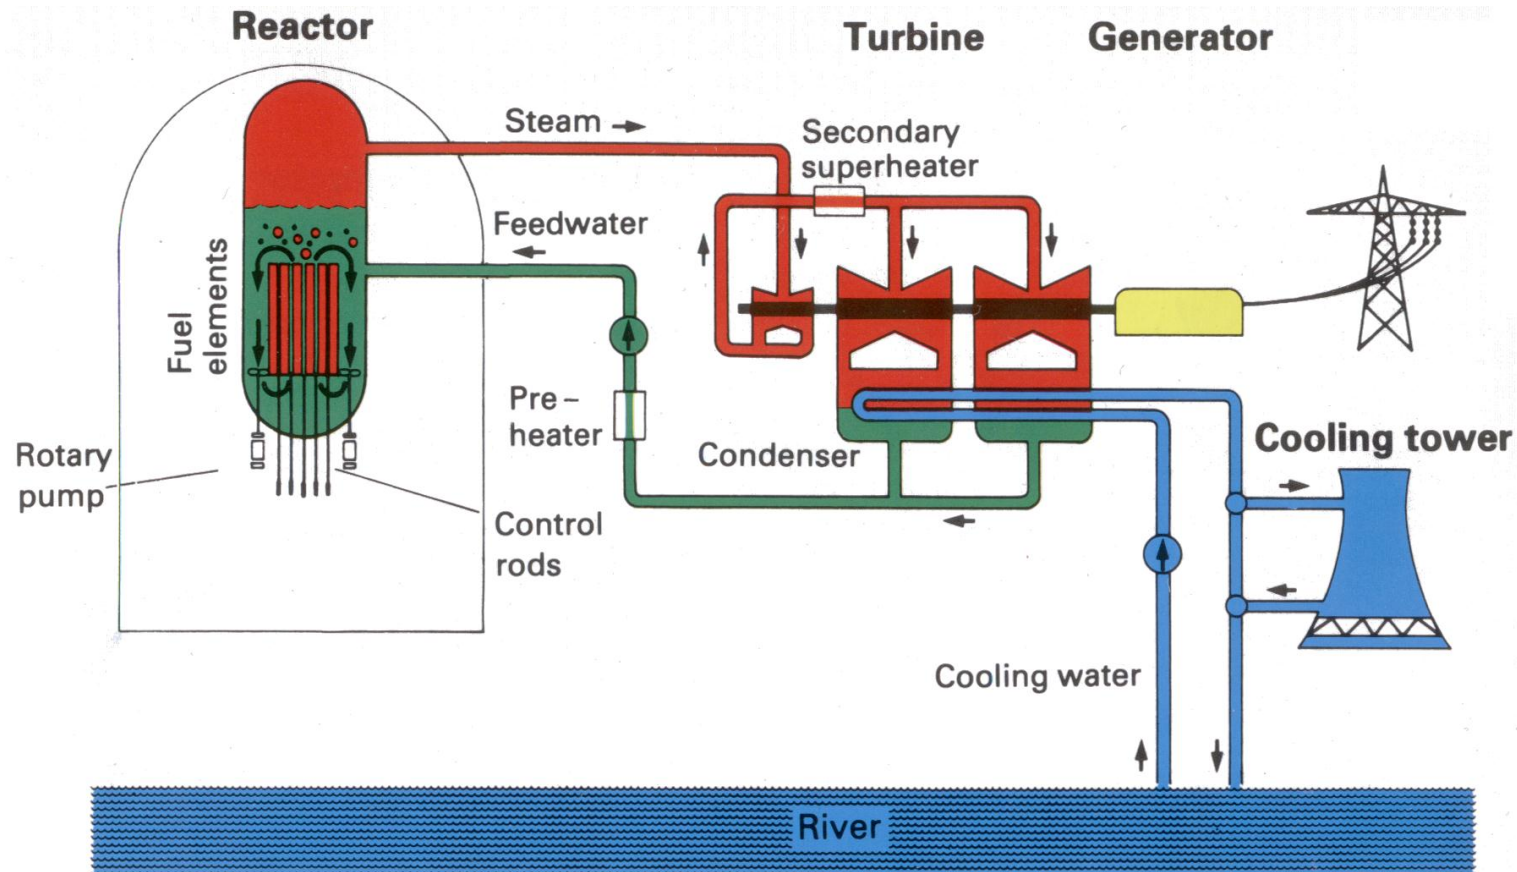 Reactor
Turbine
Generator
Steam
Secondary
superheater
Feedwater
Fuel
elements
Pre–
heater
Condenser
Cooling tower
Rotary
pump
Control
rods
Cooling water
River